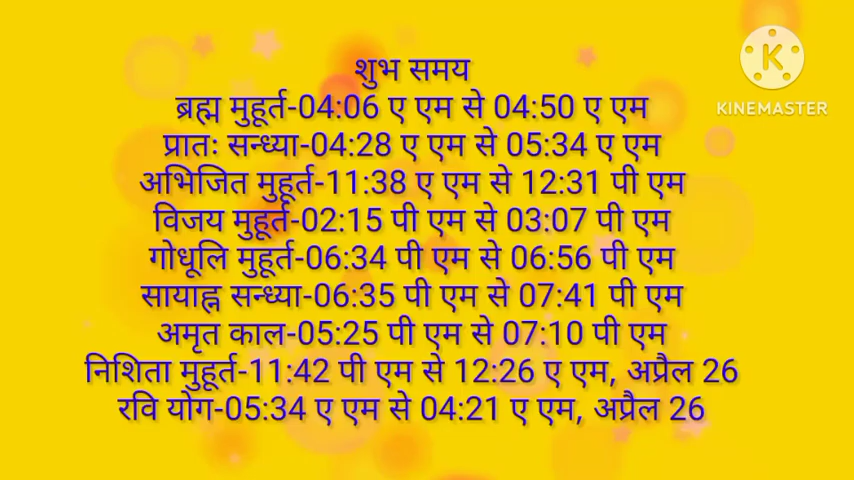 शुभ समय
ब्रह्म मुहूर्त-04:06 ए एम से 04:50 ए एम
प्रातः सन्ध्या-04:28 ए एम से 05:34 ए एम
अभिजित मुहूर्त-11:38 ए एम से 12:31 पी एम
विजय मुहूर्त-02:15 पी एम से 03:07 पी एम
गोधूलि मुहूर्त-06:34 पी एम से 06:56 पी एम
सायाह्न सन्ध्या-06:35 पी एम से 07:41 पी एम
अमृत काल-05:25 पी एम से 07:10 पी एम
निशिता मुहूर्त-11:42 पी एम से 12:26 ए एम, अप्रैल 26
रवि योग-05:34 ए एम से 04:21 ए एम, अप्रैल 26
K
KINEMASTER